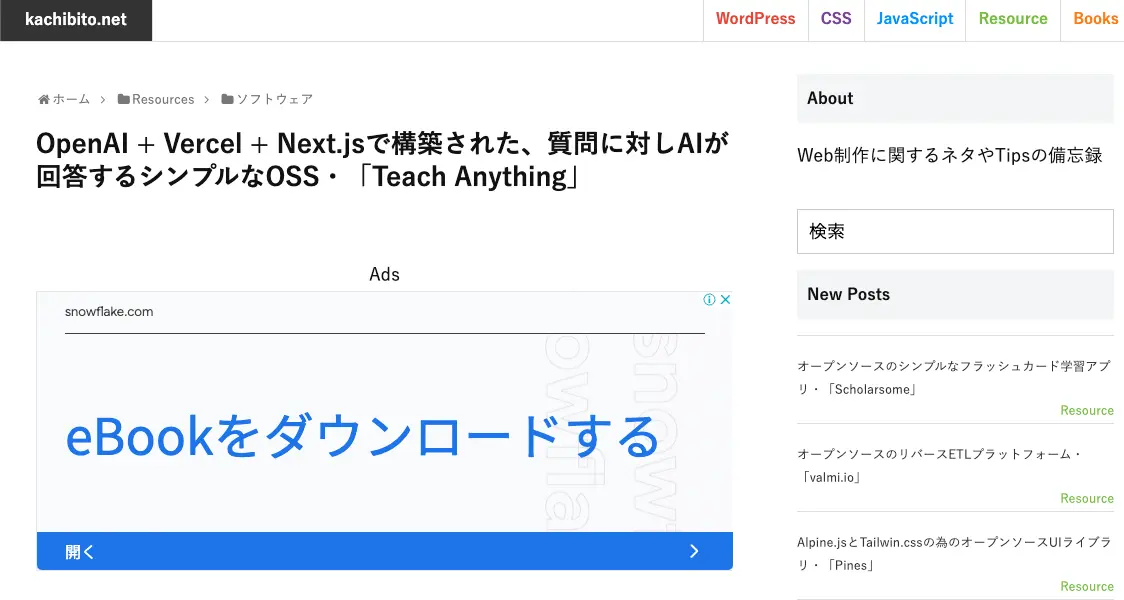 kachibito.net
WordPress
CSS
JavaScript
Resource
Books
ホーム
Resources
ソフトウェア
OpenAI + Vercel + Next.jsで構築された、質問に対しAIが
回答するシンプルなOSS・「Teach Anything」
Ads
snowflake.com
eBookをダウンロードする
開く
About
Web制作に関するネタやTipsの備忘録
検索
New Posts
オープンソースのシンプルなフラッシュカード学習アプ
リ・「Scholarsome」
Resource
オープンソースのリバースETLプラットフォーム・
「valmi.io」
Resource
Alpine.jsとTailwin.cssの為のオープンソースUIライブラ
リ・「Pines」
Resource